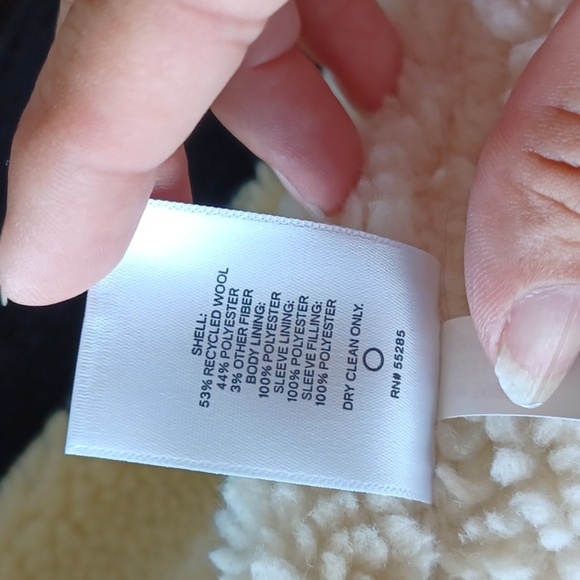 SHELL:
53% RECYCLED WOOL
44% POLYESTER
3% OTHER FIBER
BODY LINING:
100% POLYESTER
SLEEVE LINING:
100% POLYESTER
SLEEVE FILLING:
100% POLYESTER
DRY CLEAN ONLY.
RN# 55285